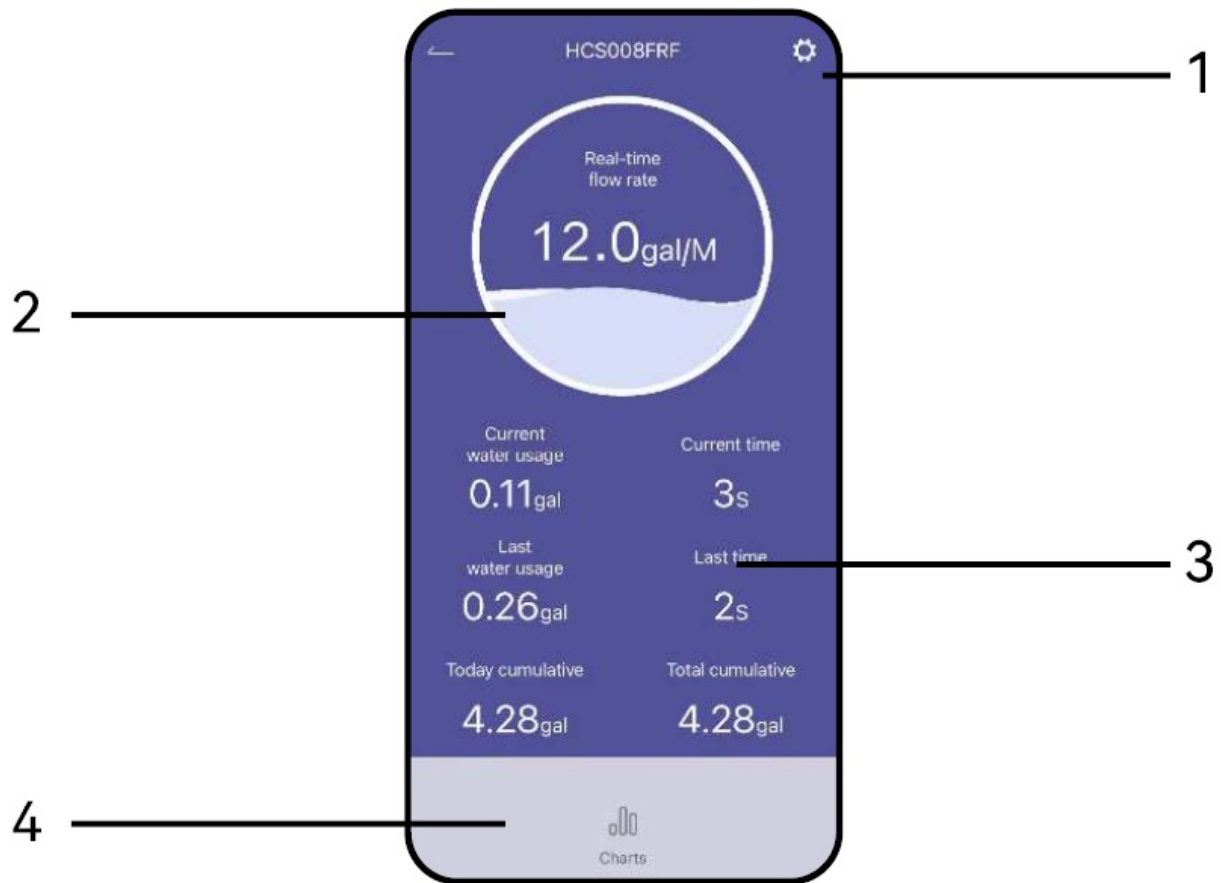 HCS008FRF
1
Real-time
flow rate
12.0gal/M
2
Current
water usage
Current time
0.11gal
3s
Last
water usage
Last time
3
0.26gal
2s
Today cumulative
Total cumulative
4.28gal
4.28gal
4
Charts